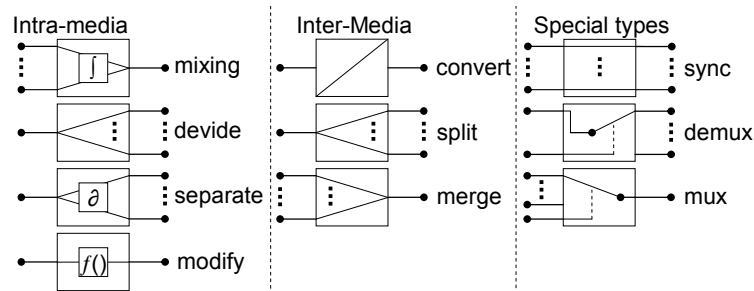 Intra-media
∫
mixing
devide
∂
separate
f()
modify
Inter-Media
convert
split
merge
Special types
sync
demux
mux